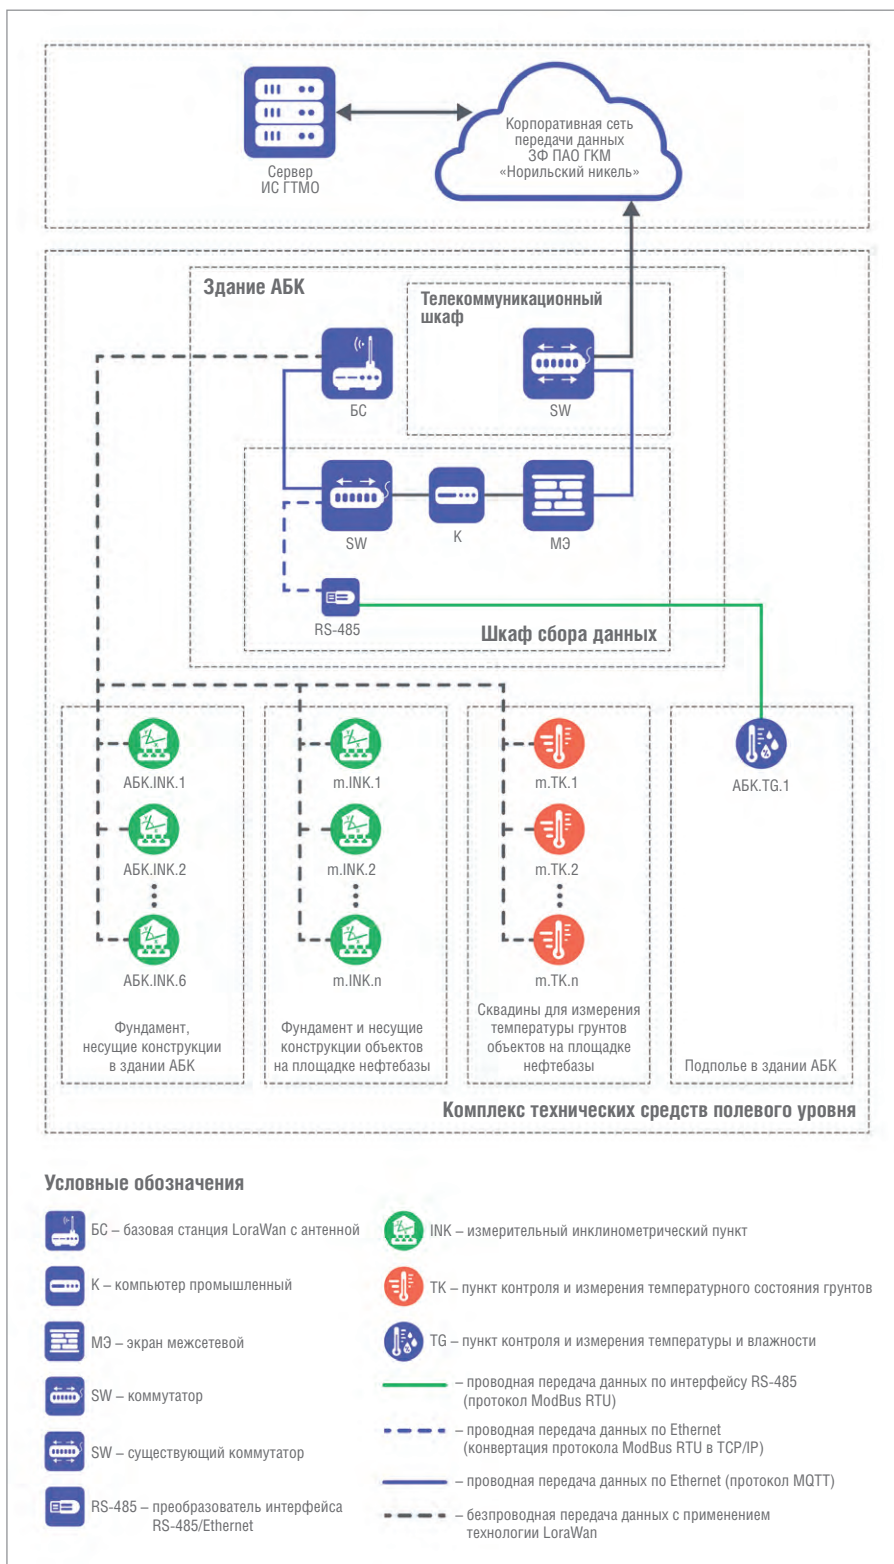 Сервер
ИС ГТМО
Корпоративная сеть
передачи данных
ЗФ ПАО ГКМ
«Норильский никель»
Здание АБК
Телекоммуникационный
шкаф
БС
SW
SW
К
МЭ
RS-485
Шкаф сбора данных
АБК.INK.1
m.INK.1
m.TK.1
АБК.TG.1
АБК.INK.2
m.INK.2
m.TK.2
АБК.INK.6
m.INK.n
m.TK.n
Фундамент,
несущие конструкции
в здании АБК
Фундамент и несущие
конструкции объектов
на площадке нефтебазы
Сквадины для измерения
температуры грунтов
объектов на площадке
нефтебазы
Подполье в здании АБК
Комплекс технических средств полевого уровня
Условные обозначения
БС – базовая станция LoraWan с антенной
К – компьютер промышленный
МЭ – экран межсетевой
SW – коммутатор
SW – существующий коммутатор
RS-485 – преобразователь интерфейса
RS-485/Ethernet
INK – измерительный инклинометрический пункт
TK – пункт контроля и измерения температурного состояния грунтов
TG – пункт контроля и измерения температуры и влажности
– проводная передача данных по интерфейсу RS-485
(протокол ModBus RTU)
– проводная передача данных по Ethernet
(конвертация протокола ModBus RTU в TCP/IP)
– проводная передача данных по Ethernet (протокол MQTT)
– безпроводная передача данных с применением
технологии LoraWan